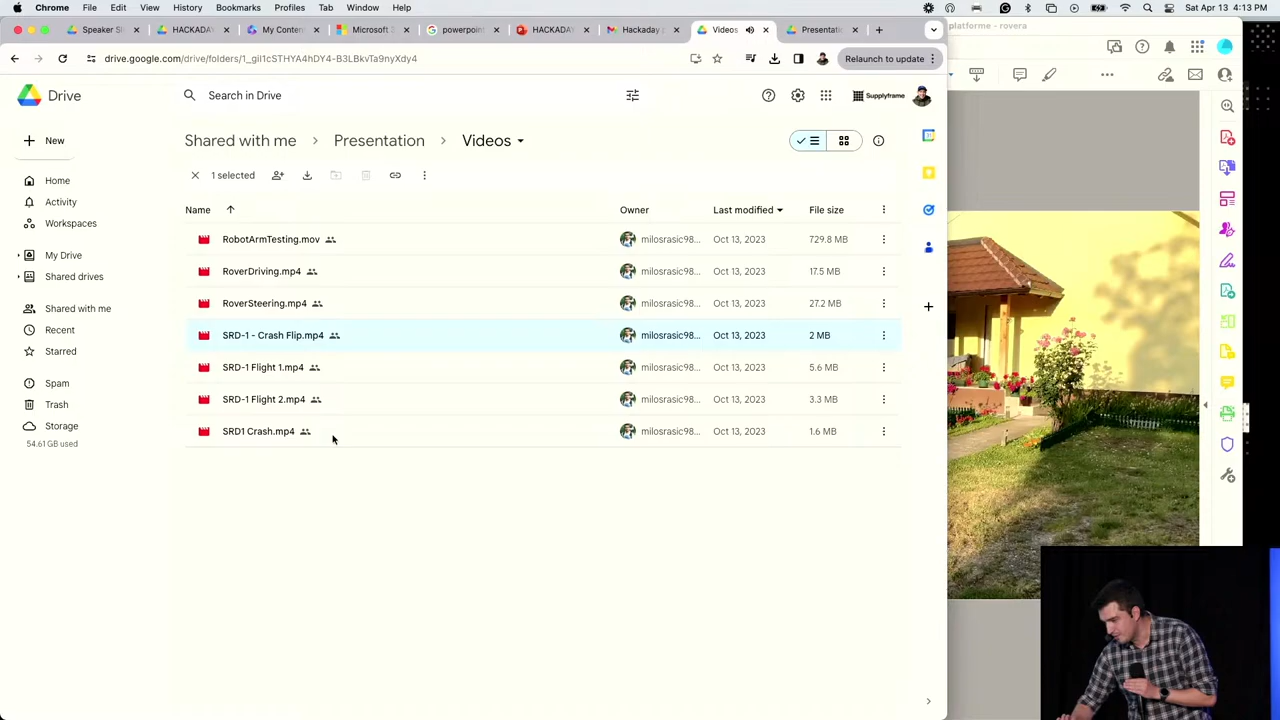 Chrome File Edit View History Bookmarks Profiles Tab Window Help
Sat Apr 13 4:13 PM
Speaker Sl
HACKADA
My Conten
Microsoft
powerpoint
HACKADAY
Hackaday p
Videos
Presentatio
platforme - rovera
drive.google.com/drive/folders/1_gil1cSTHYA4hDY4-B3LBkvTa9nyXdy4
Relaunch to update
Drive
Search in Drive
Supplyframe
New
Shared with me > Presentation > Videos
1 selected
Home
Activity
Workspaces
My Drive
Shared drives
Shared with me
Recent
Starred
Spam
Trash
Storage
54.61 GB used
Name Owner Last modified File size
RobotArmTesting.mov milosrasic98... Oct 13, 2023 729.8 MB
RoverDriving.mp4 milosrasic98... Oct 13, 2023 17.5 MB
RoverSteering.mp4 milosrasic98... Oct 13, 2023 27.2 MB
SRD-1 - Crash Flip.mp4 milosrasic98... Oct 13, 2023 2 MB
SRD-1 Flight 1.mp4 milosrasic98... Oct 13, 2023 5.6 MB
SRD-1 Flight 2.mp4 milosrasic98... Oct 13, 2023 3.3 MB
SRD1 Crash.mp4 milosrasic98... Oct 13, 2023 1.6 MB